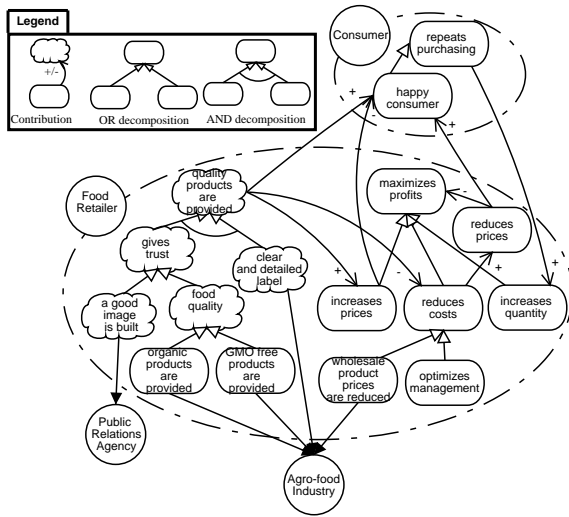 Legend
+/-
Contribution
OR decomposition
AND decomposition
Consumer
repeats
purchasing
happy
consumer
+
-
+
Food
Retailer
quality
products
are
provided
maximizes
profits
-
reduces
prices
gives
trust
clear
and detailed
label
+
-
+
+
a good
image
is built
food
quality
increases
prices
reduces
costs
increases
quantity
organic
products
are
provided
GMO free
products
are
provided
wholesale
product
prices
are reduced
optimizes
management
Public
Relations
Agency
Agro-food
Industry